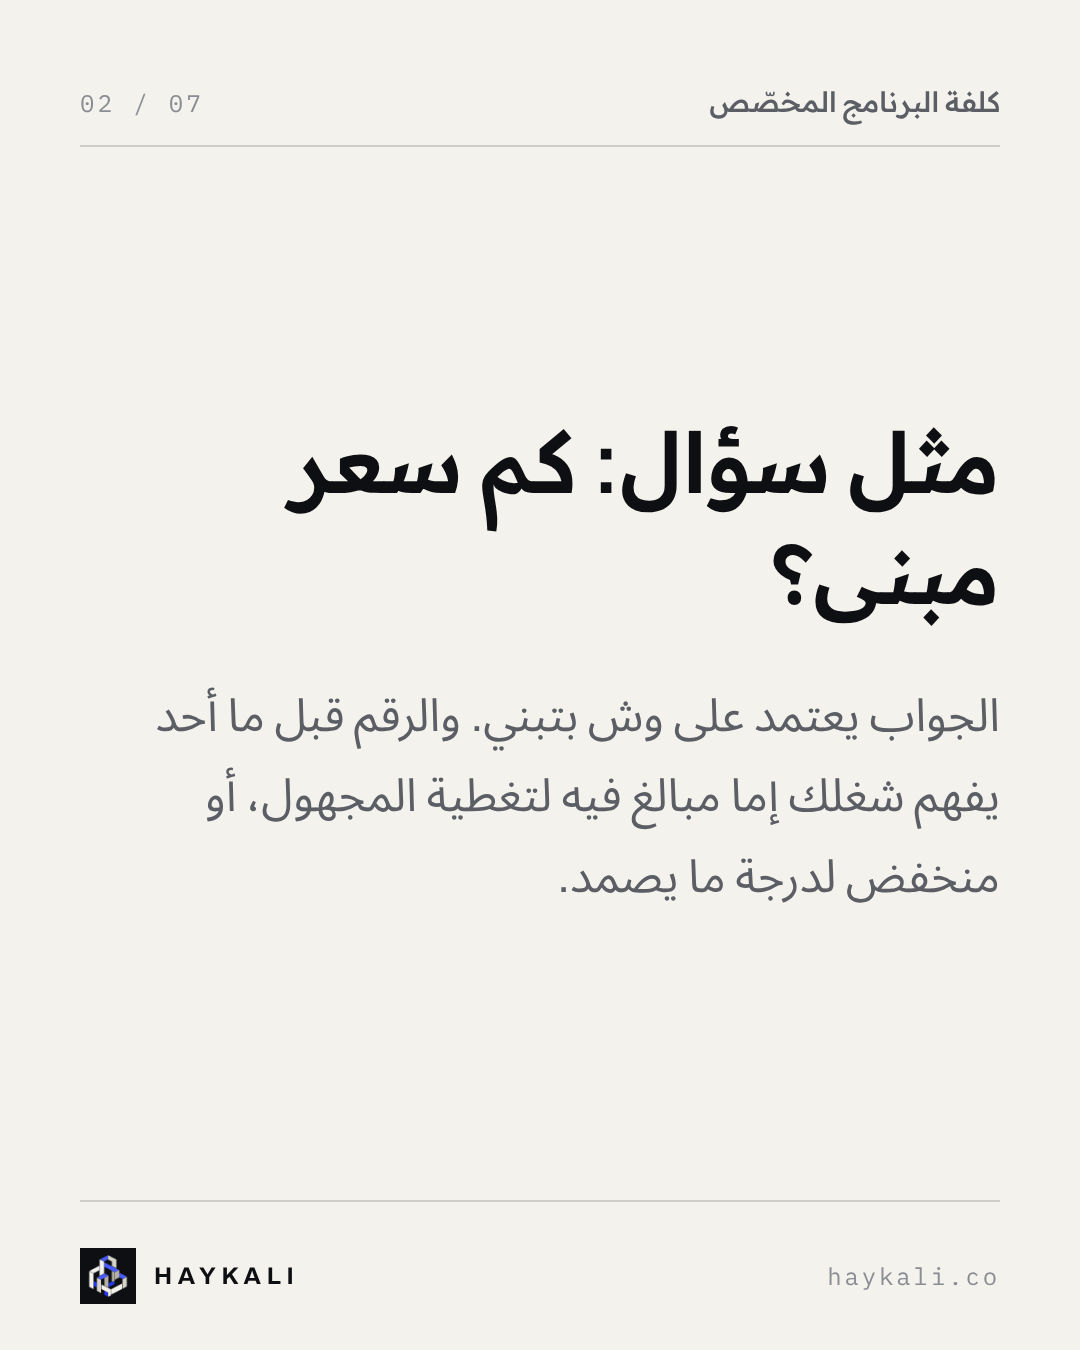 كلفة البرنامج المخصّص
02 / 07
مثل سؤال: كم سعر
مبنى؟
الجواب يعتمد على وش بتبني. والرقم قبل ما أحد
يفهم شغلك إما مبالغ فيه لتغطية المجهول، أو
منخفض لدرجة ما يصمد.
HAYKALI
haykali.co